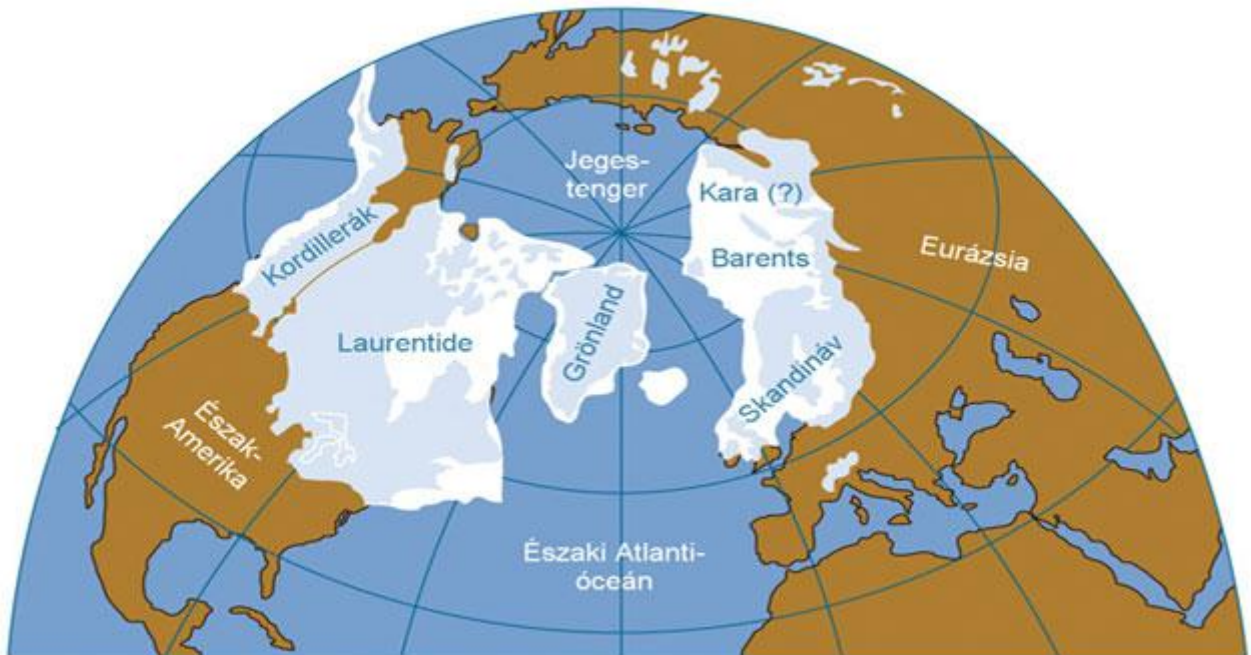 Jeges-
tenger
Kara (?)
Kordillerák
Barents
Eurázsia
Laurentide
Grönland
Skandináv
Észak-
Amerika
Északi Atlanti-
óceán